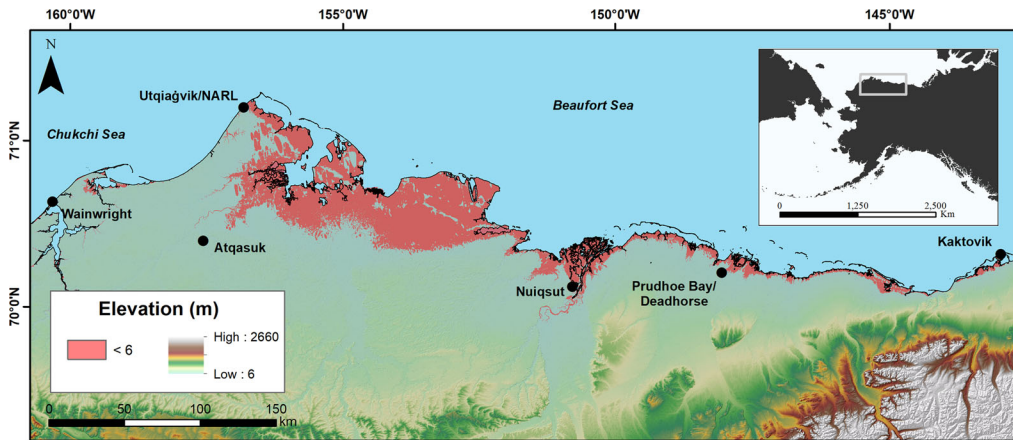 160°0'W
155°0'W
150°0'W
145°0'W
N
Utqiaġvik/NARL
Beaufort Sea
Chukchi Sea
71°0'N
0
1,250
2,500
Km
Wainwright
Atqasuk
Kaktovik
Nuiqsut
Prudhoe Bay/
Deadhorse
70°0'N
Elevation (m)
< 6
High : 2660
Low : 6
0
50
100
150
km